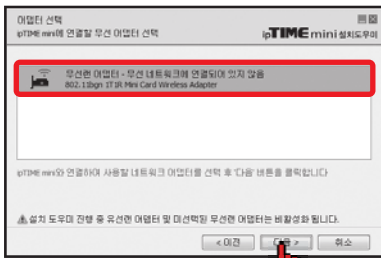 어댑터 선택
ipTIME mini에 연결할 무선 어댑터 선택
ipTIME mini 설치도우미
무선랜 어댑터 - 무선 네트워크에 연결되어 있지 않음
802.11bgn 1T1R Mini Card Wireless Adapter
ipTIME mini와 연결하여 사용할 네트워크 어댑터를 선택 후 '다음' 버튼을 클릭합니다
설치 도우미 진행 중 유선랜 어댑터 및 미선택된 무선랜 어댑터는 비활성화 됩니다.
< 이전
다음 >
취소